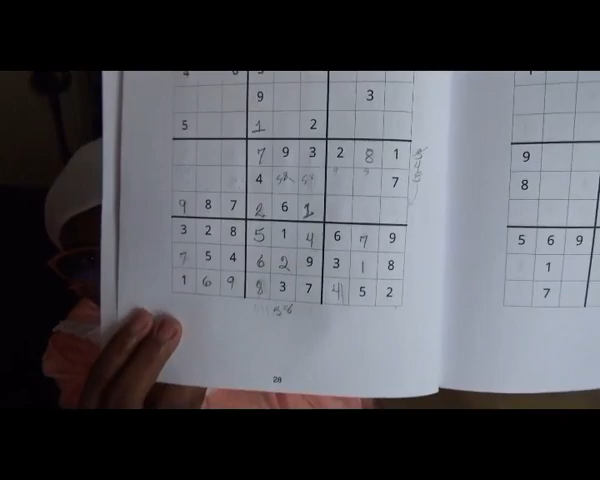 9 3
5 1 2
7 9 3 2 8 1
4 7
9 8 7 2 6 1
3 2 8 5 1 4 6 7 9
7 5 4 6 2 9 3 1 8
1 6 9 8 3 7 4 5 2
28
9
8
5 6 9
1
7